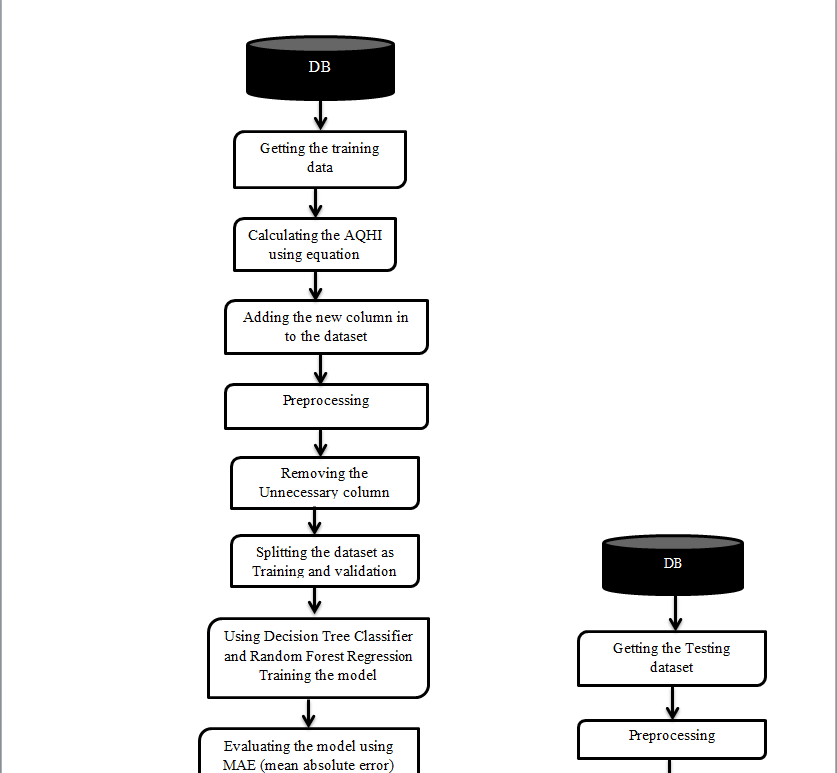 DB
Getting the training
data
Calculating the AQHI
using equation
Adding the new column in
to the dataset
Preprocessing
Removing the
Unnecessary column
Splitting the dataset as
Training and validation
Using Decision Tree Classifier
and Random Forest Regression
Training the model
Evaluating the model using
MAE (mean absolute error)
DB
Getting the Testing
dataset
Preprocessing